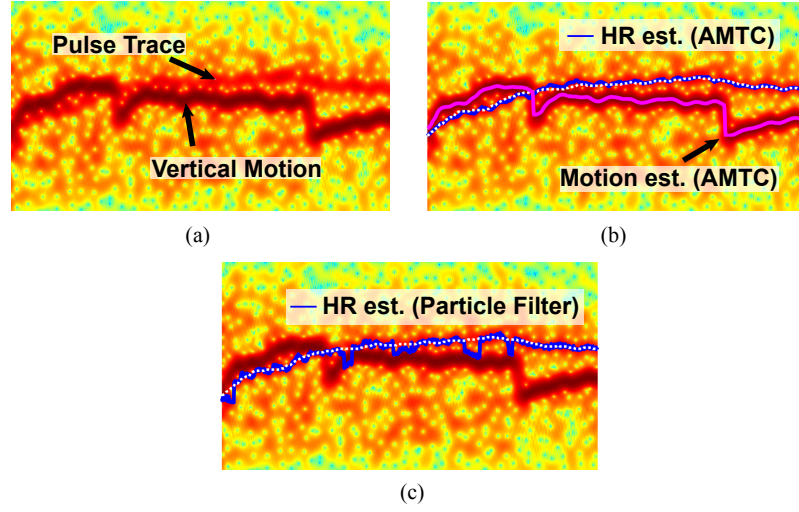 Pulse Trace
Vertical Motion
(a)
HR est. (AMTC)
Motion est. (AMTC)
(b)
HR est. (Particle Filter)
(c)